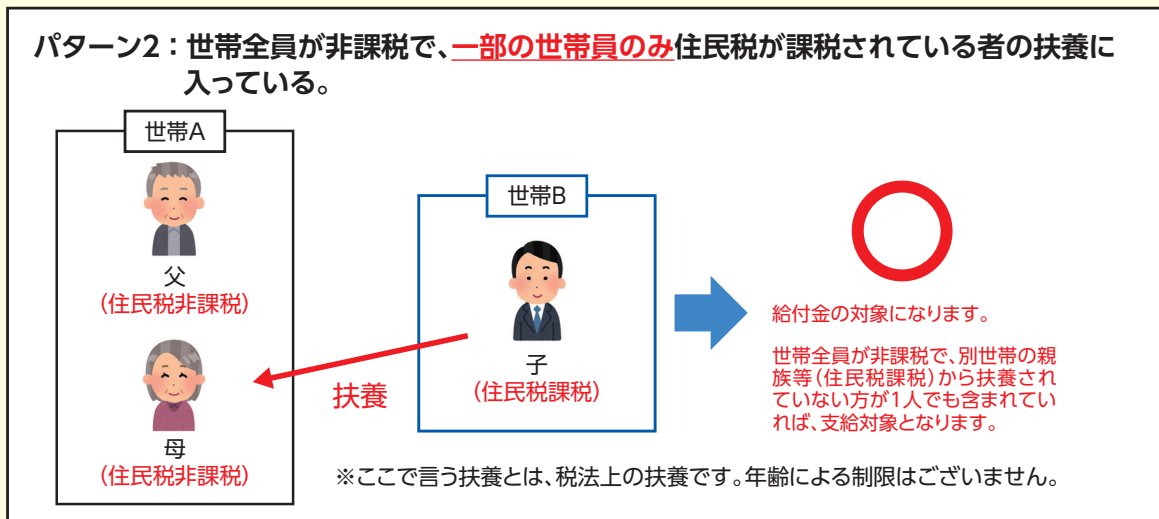 パターン2：世帯全員が非課税で、一部の世帯員のみ住民税が課税されている者の扶養に
入っている。
世帯A
父
(住民税非課税)
母
(住民税非課税)
扶養
世帯B
子
(住民税課税)
給付金の対象になります。
世帯全員が非課税で、別世帯の親
族等(住民税課税)から扶養され
ていない方が1人でも含まれてい
れば、支給対象となります。
※ここで言う扶養とは、税法上の扶養です。年齢による制限はございません。